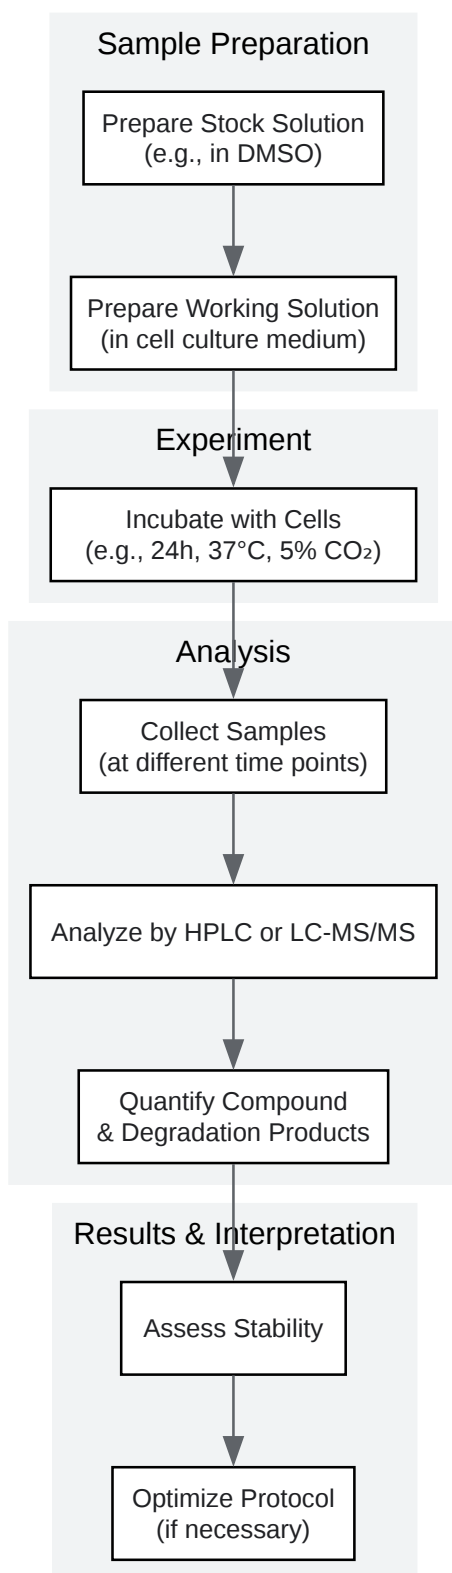 Sample Preparation
Prepare Stock Solution
(e.g., in DMSO)
Prepare Working Solution
(in cell culture medium)
Experiment
Incubate with Cells
(e.g., 24h, 37°C, 5% CO₂)
Analysis
Collect Samples
(at different time points)
Analyze by HPLC or LC-MS/MS
Quantify Compound
& Degradation Products
Results & Interpretation
Assess Stability
Optimize Protocol
(if necessary)